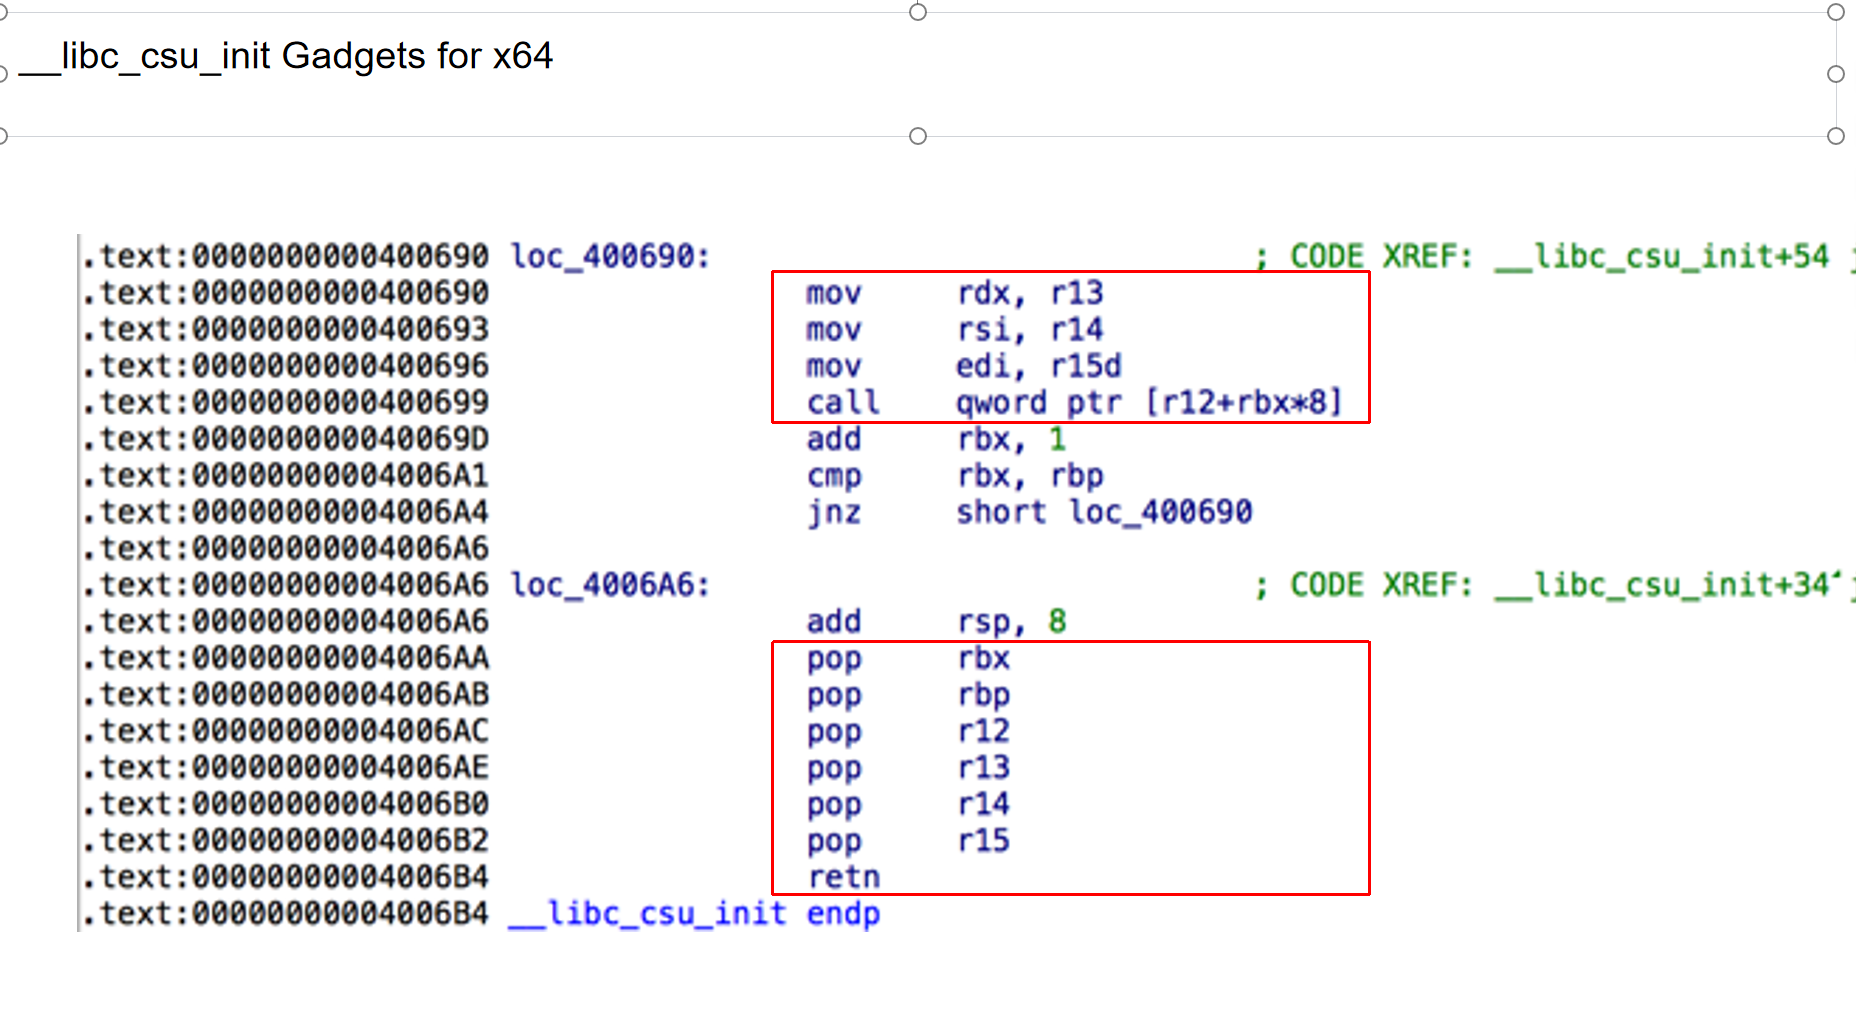 __libc_csu_init Gadgets for x64
.text:0000000000400690 loc_400690: ; CODE XREF: __libc_csu_init+54 j
.text:0000000000400690 mov rdx, r13
.text:0000000000400693 mov rsi, r14
.text:0000000000400696 mov edi, r15d
.text:0000000000400699 call qword ptr [r12+rbx*8]
.text:000000000040069D add rbx, 1
.text:00000000004006A1 cmp rbx, rbp
.text:00000000004006A4 jnz short loc_400690
.text:00000000004006A6
.text:00000000004006A6 loc_4006A6: ; CODE XREF: __libc_csu_init+34 j
.text:00000000004006A6 add rsp, 8
.text:00000000004006AA pop rbx
.text:00000000004006AB pop rbp
.text:00000000004006AC pop r12
.text:00000000004006AE pop r13
.text:00000000004006B0 pop r14
.text:00000000004006B2 pop r15
.text:00000000004006B4 retn
.text:00000000004006B4 __libc_csu_init endp